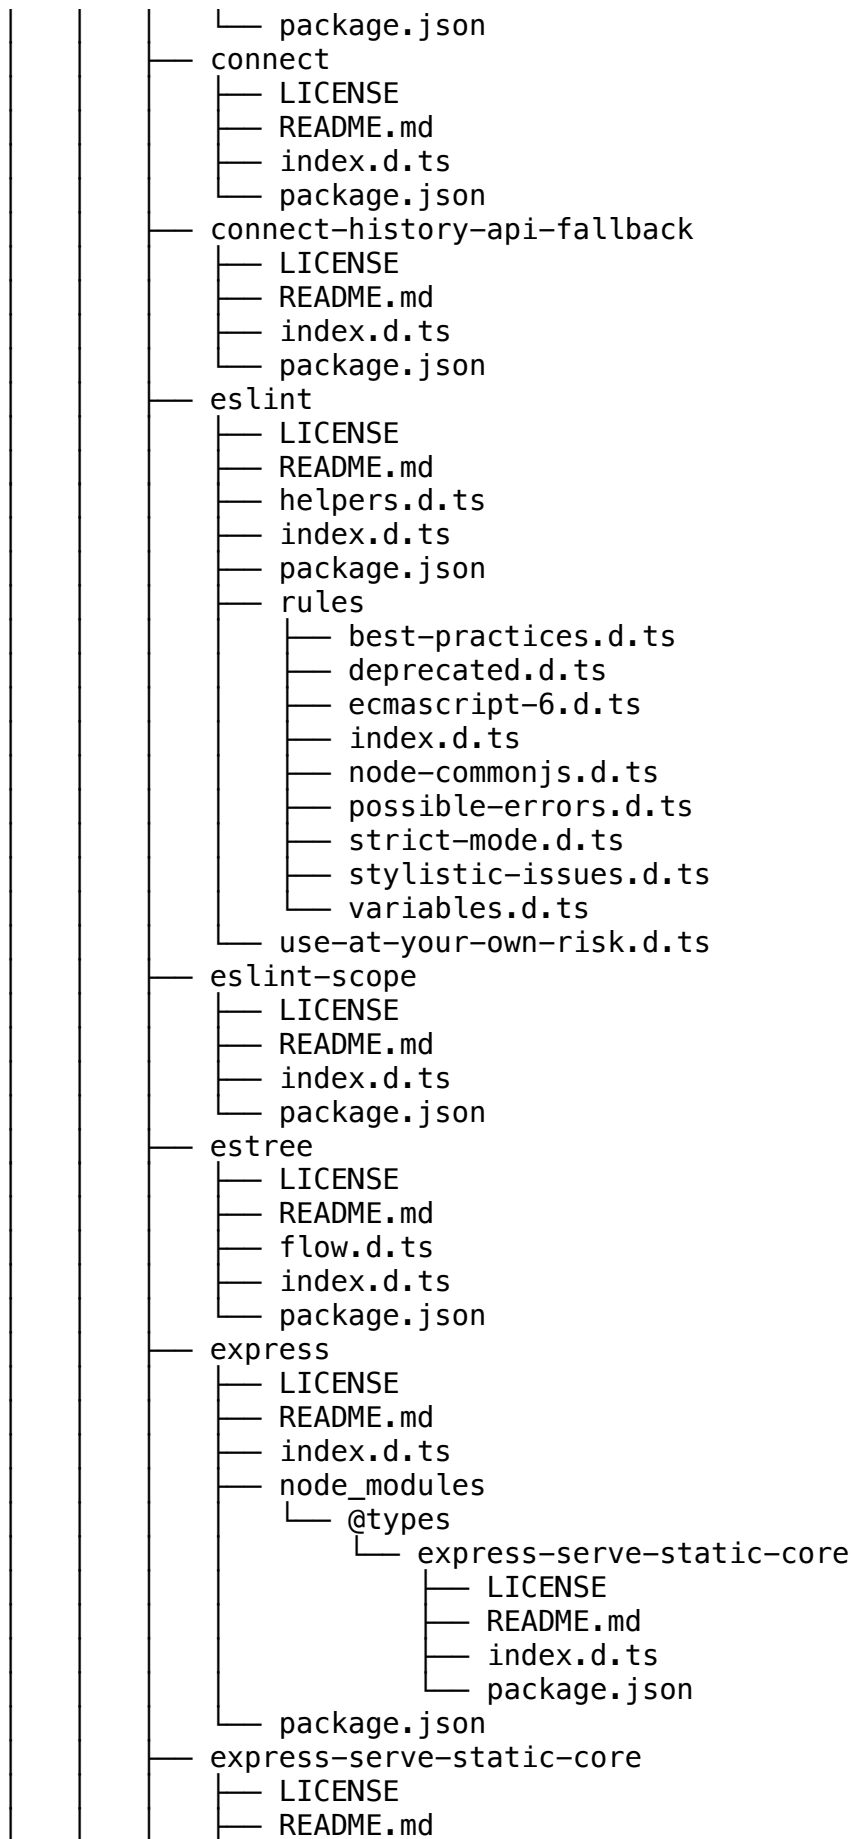 │   │   │   └── package.json
│   │   ├── connect
│   │   │   ├── LICENSE
│   │   │   ├── README.md
│   │   │   ├── index.d.ts
│   │   │   └── package.json
│   │   ├── connect-history-api-fallback
│   │   │   ├── LICENSE
│   │   │   ├── README.md
│   │   │   ├── index.d.ts
│   │   │   └── package.json
│   │   ├── eslint
│   │   │   ├── LICENSE
│   │   │   ├── README.md
│   │   │   ├── helpers.d.ts
│   │   │   ├── index.d.ts
│   │   │   ├── package.json
│   │   │   ├── rules
│   │   │   │   ├── best-practices.d.ts
│   │   │   │   ├── deprecated.d.ts
│   │   │   │   ├── ecmascript-6.d.ts
│   │   │   │   ├── index.d.ts
│   │   │   │   ├── node-commonjs.d.ts
│   │   │   │   ├── possible-errors.d.ts
│   │   │   │   ├── strict-mode.d.ts
│   │   │   │   ├── stylistic-issues.d.ts
│   │   │   │   └── variables.d.ts
│   │   │   └── use-at-your-own-risk.d.ts
│   │   ├── eslint-scope
│   │   │   ├── LICENSE
│   │   │   ├── README.md
│   │   │   ├── index.d.ts
│   │   │   └── package.json
│   │   ├── estree
│   │   │   ├── LICENSE
│   │   │   ├── README.md
│   │   │   ├── flow.d.ts
│   │   │   ├── index.d.ts
│   │   │   └── package.json
│   │   ├── express
│   │   │   ├── LICENSE
│   │   │   ├── README.md
│   │   │   ├── index.d.ts
│   │   │   ├── node_modules
│   │   │   │   └── @types
│   │   │   │       └── express-serve-static-core
│   │   │   │           ├── LICENSE
│   │   │   │           ├── README.md
│   │   │   │           ├── index.d.ts
│   │   │   │           └── package.json
│   │   │   └── package.json
│   │   ├── express-serve-static-core
│   │   │   ├── LICENSE
│   │   │   ├── README.md